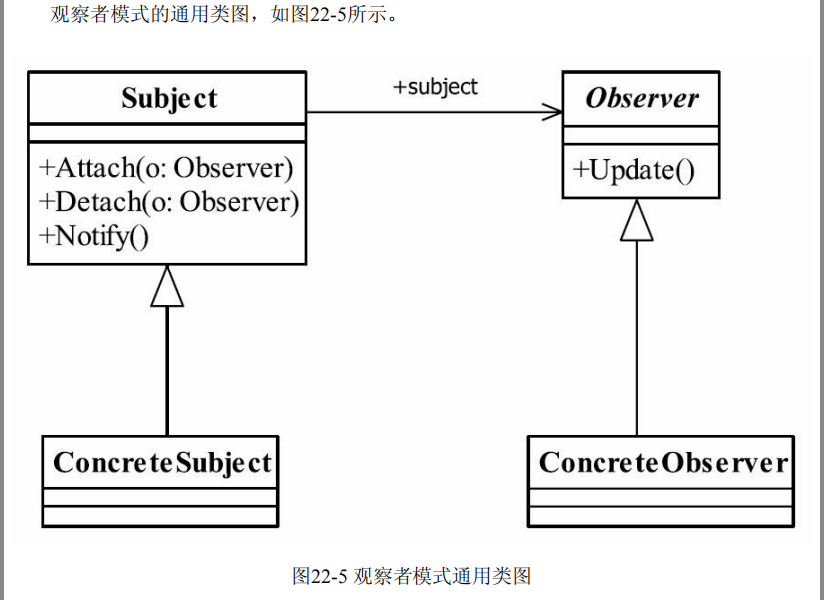 观察者模式的通用类图，如图22-5所示。
Subject
+subject
Observer
+Attach(o: Observer)
+Detach(o: Observer)
+Notify()
+Update()
ConcreteSubject
ConcreteObserver
图22-5 观察者模式通用类图